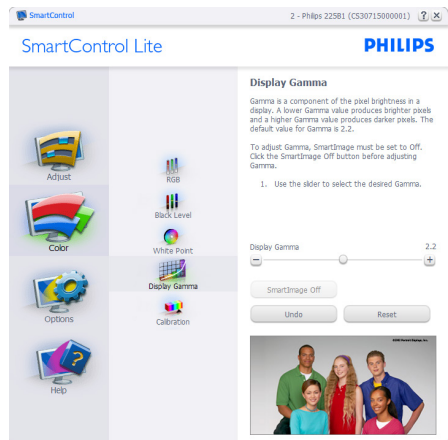 SmartControl
2 - Philips 225B1 (CS30715000001)
SmartControl Lite
PHILIPS
Adjust
Color
Options
Help
RGB
Black Level
White Point
Display Gamma
Calibration
Display Gamma
Gamma is a component of the pixel brightness in a
display. A lower Gamma value produces brighter pixels
and a higher Gamma value produces darker pixels. The
default value for Gamma is 2.2.
To adjust Gamma, SmartImage must be set to Off.
Click the SmartImage Off button before adjusting
Gamma.
1. Use the slider to select the desired Gamma.
Display Gamma 2.2
SmartImage Off
Undo Reset